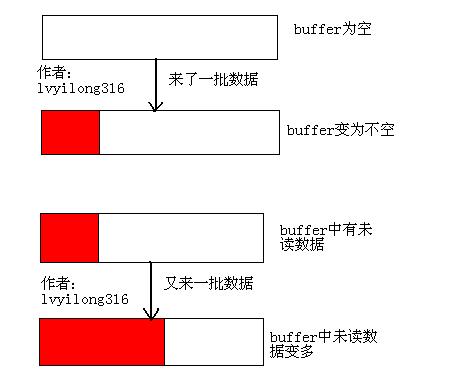 buffer为空
作者:
lvyilong316
来了一批数据
buffer变为不空
buffer中有未
读数据
作者:
lvyilong316
又来一批数据
buffer中未读数
据变多